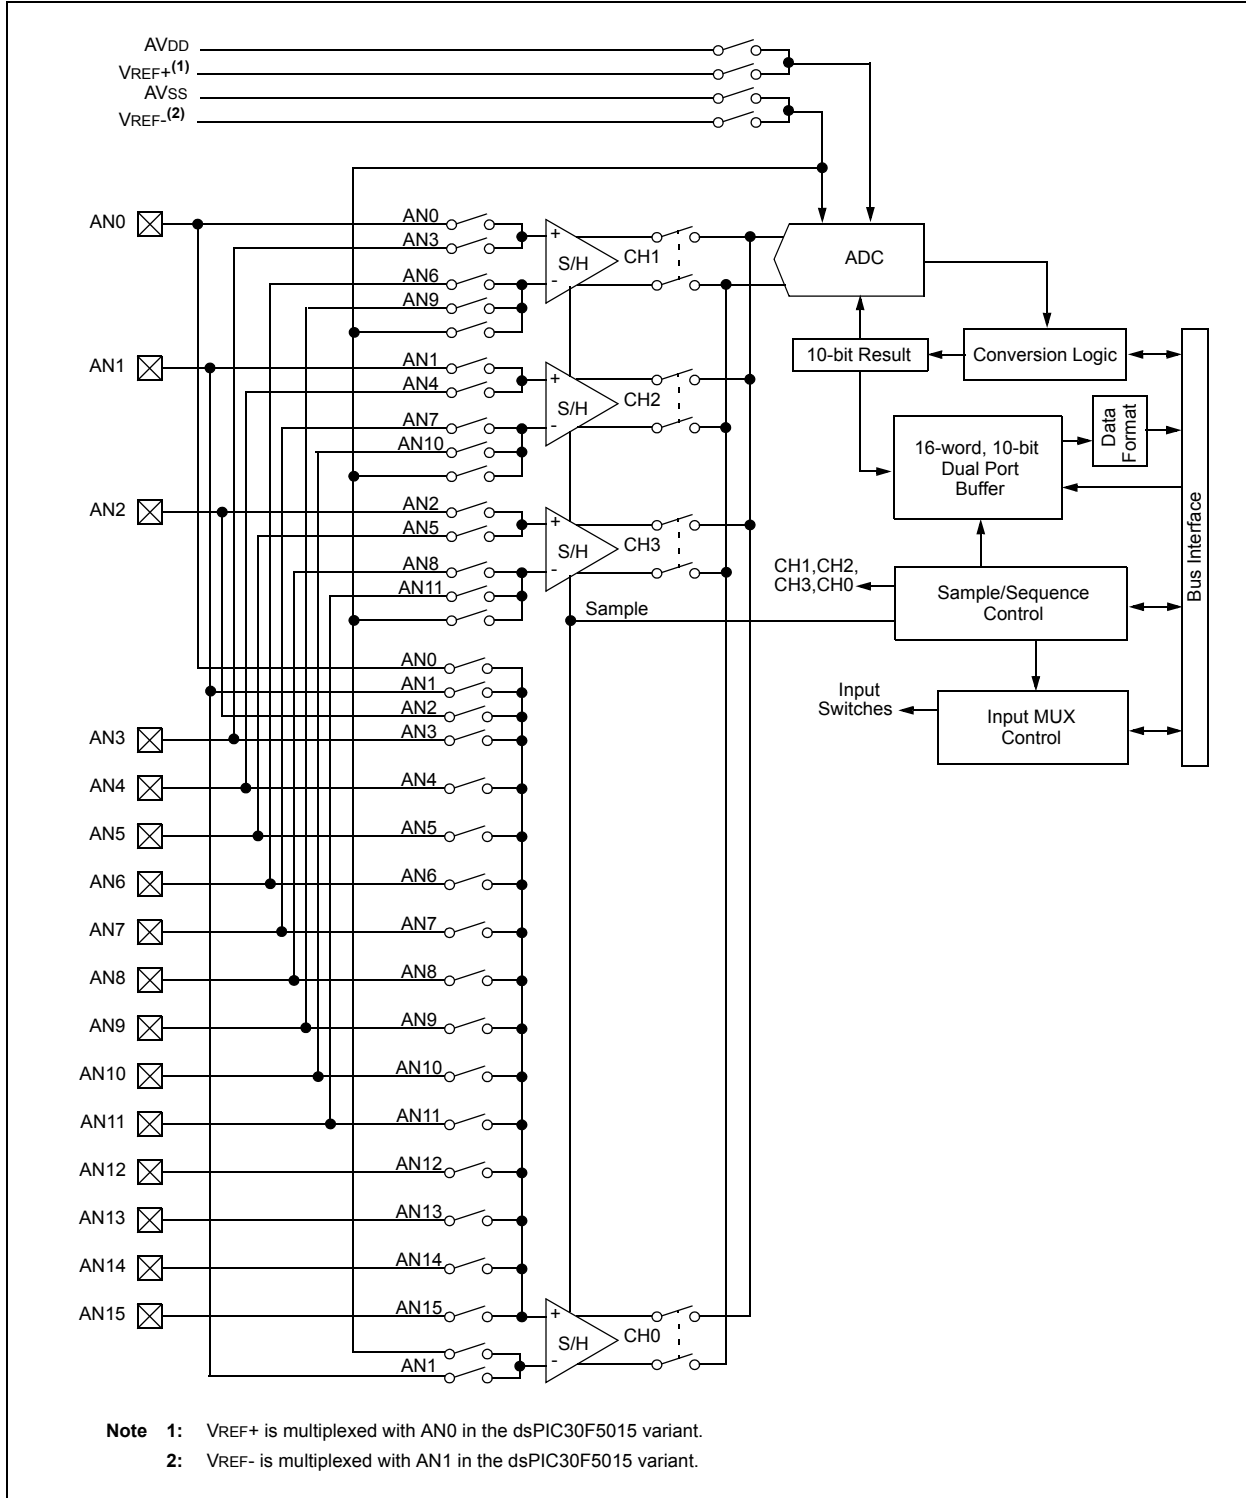 AVDD
VREF+(1)
AVSS
VREF-(2)
AN0
AN0
AN3
AN6
AN9
+
-
S/H
CH1
ADC
10-bit Result
Conversion Logic
AN1
AN1
AN4
AN7
AN10
+
-
S/H
CH2
16-word, 10-bit
Dual Port
Buffer
Data
Format
AN2
AN2
AN5
AN8
AN11
+
-
S/H
CH3
CH1,CH2,
CH3,CH0
Sample/Sequence
Control
Bus Interface
Sample
AN0
AN1
AN2
AN3
AN3
Input
Switches
Input MUX
Control
AN4
AN4
AN5
AN5
AN6
AN6
AN7
AN7
AN8
AN8
AN9
AN9
AN10
AN10
AN11
AN11
AN12
AN12
AN13
AN13
AN14
AN14
AN15
AN15
AN1
+
-
S/H
CH0
Note 1: VREF+ is multiplexed with AN0 in the dsPIC30F5015 variant.
2: VREF- is multiplexed with AN1 in the dsPIC30F5015 variant.